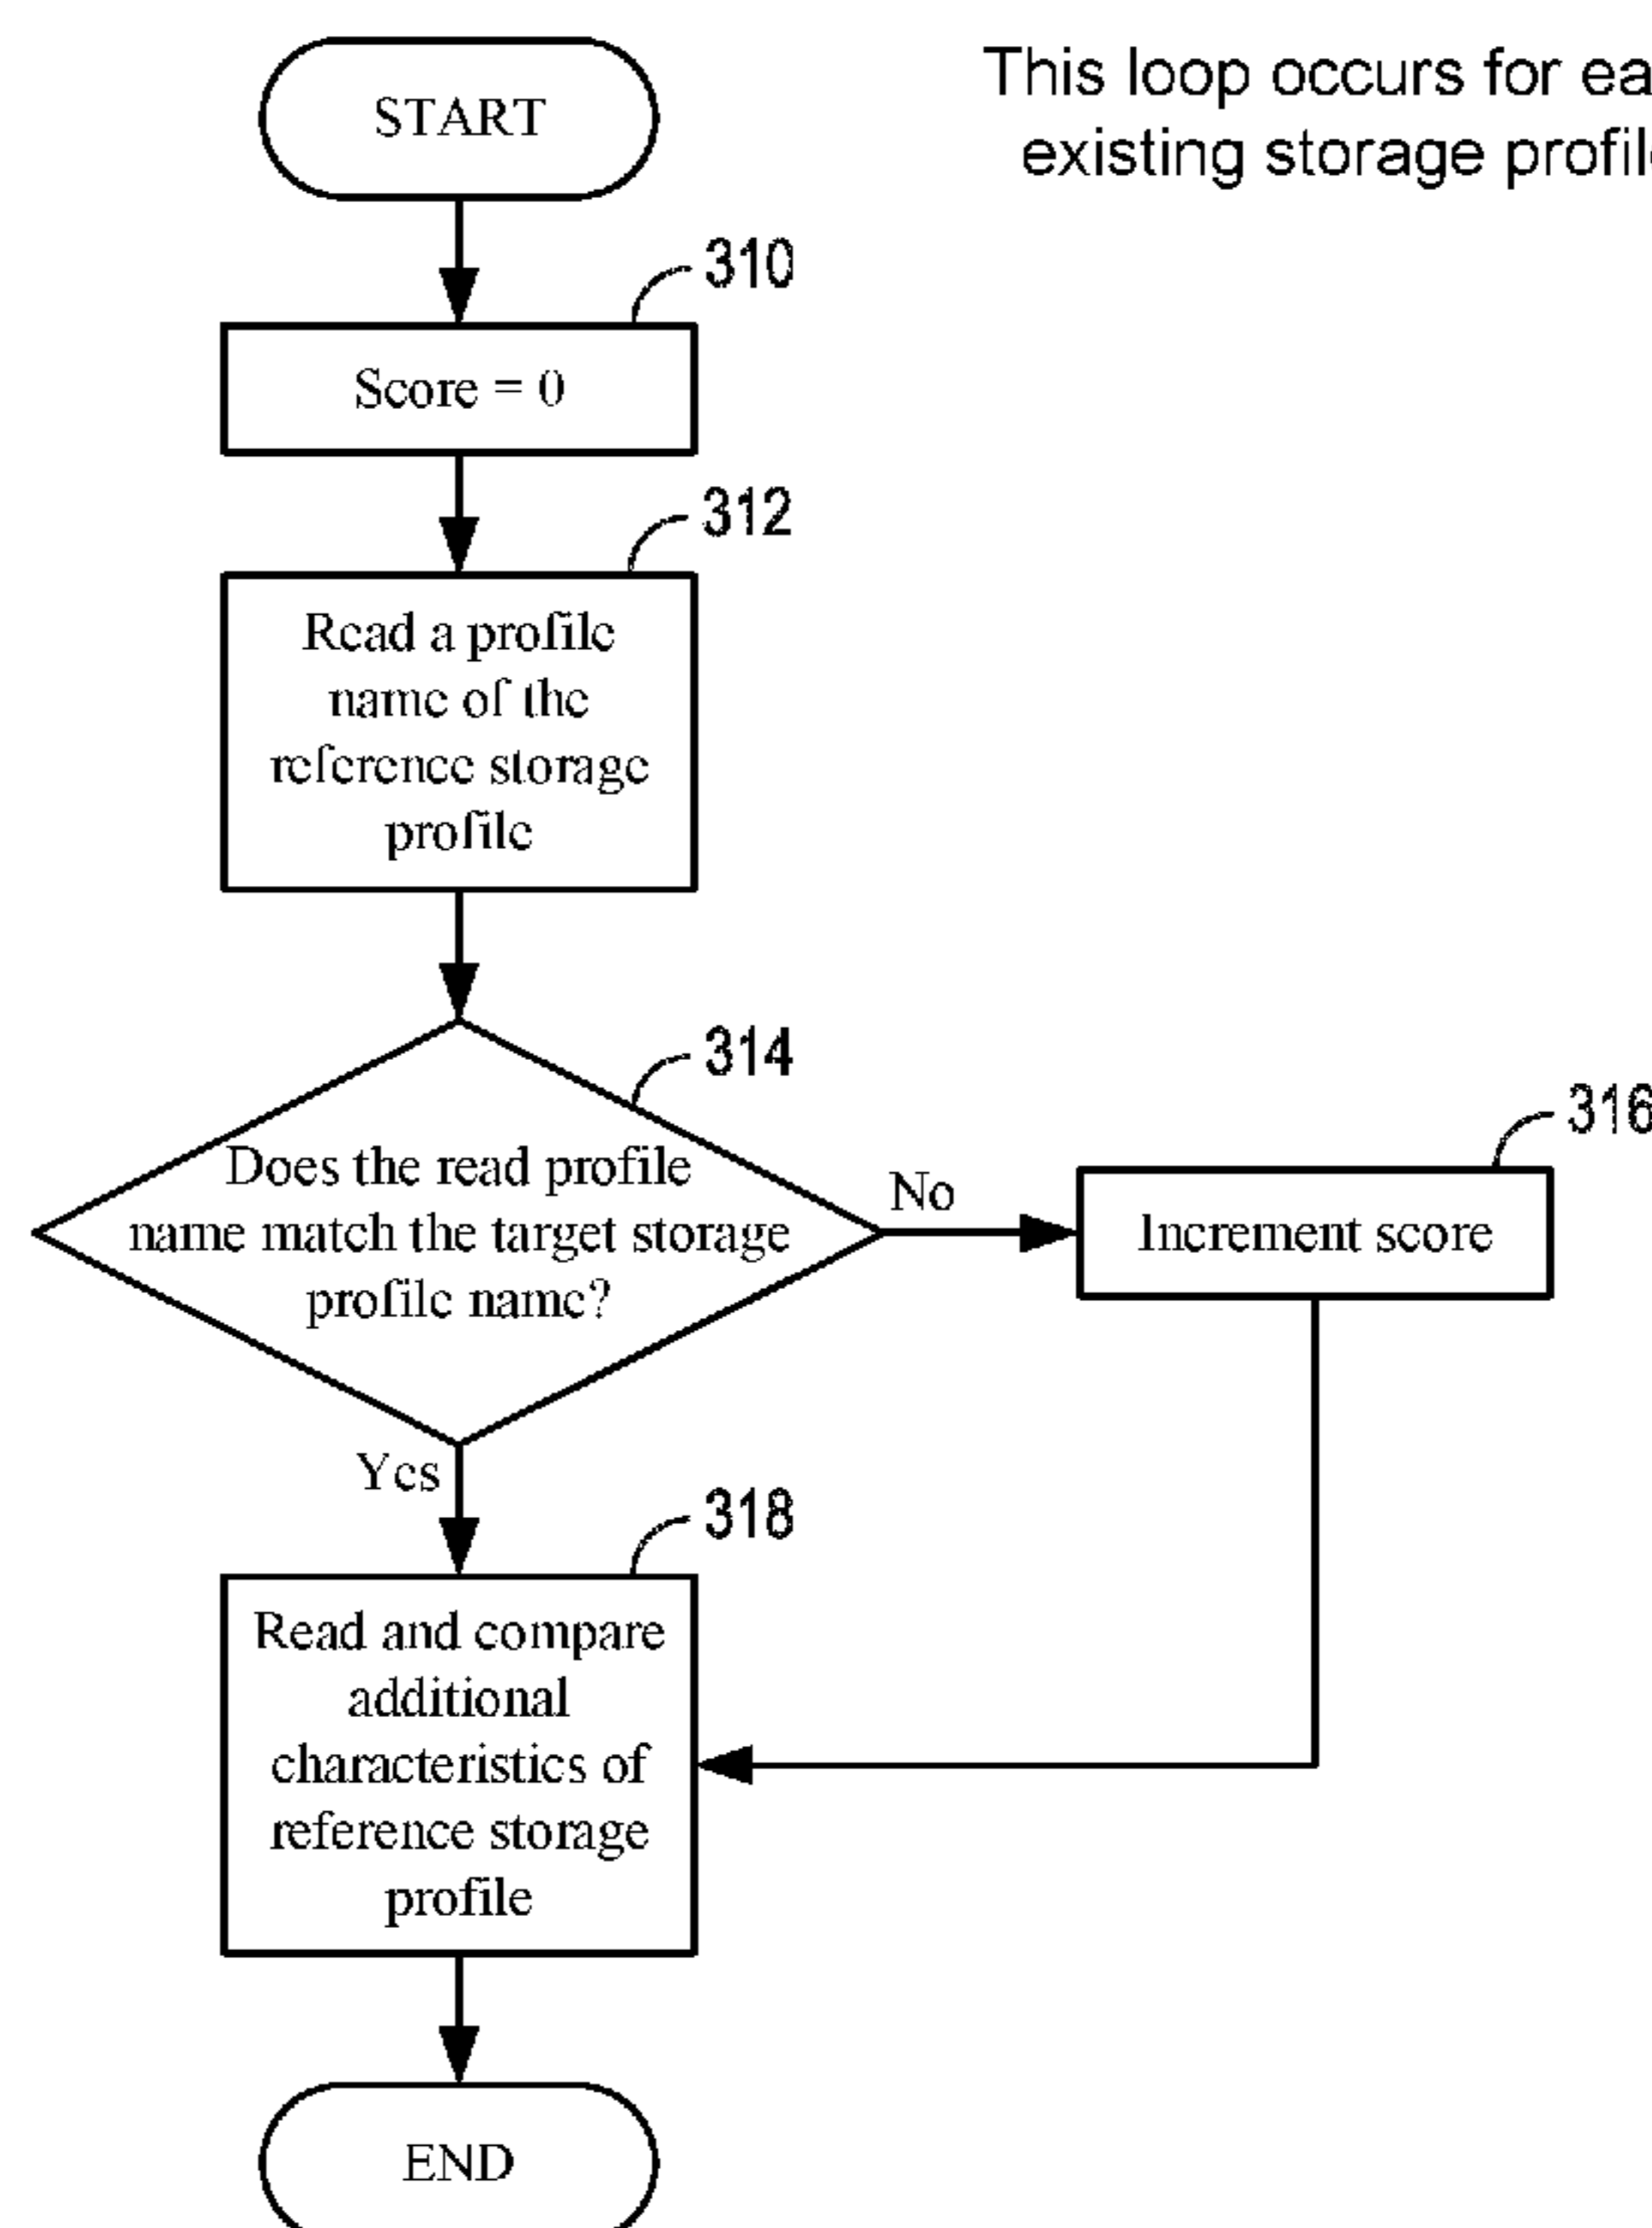 START
This loop occurs for ea
existing storage profil
310
Score = 0
312
Read a profile
name of the
reference storage
profile
314
Does the read profile
name match the target storage
profile name?
No
316
Increment score
Yes
318
Read and compare
additional
characteristics of
reference storage
profile
END